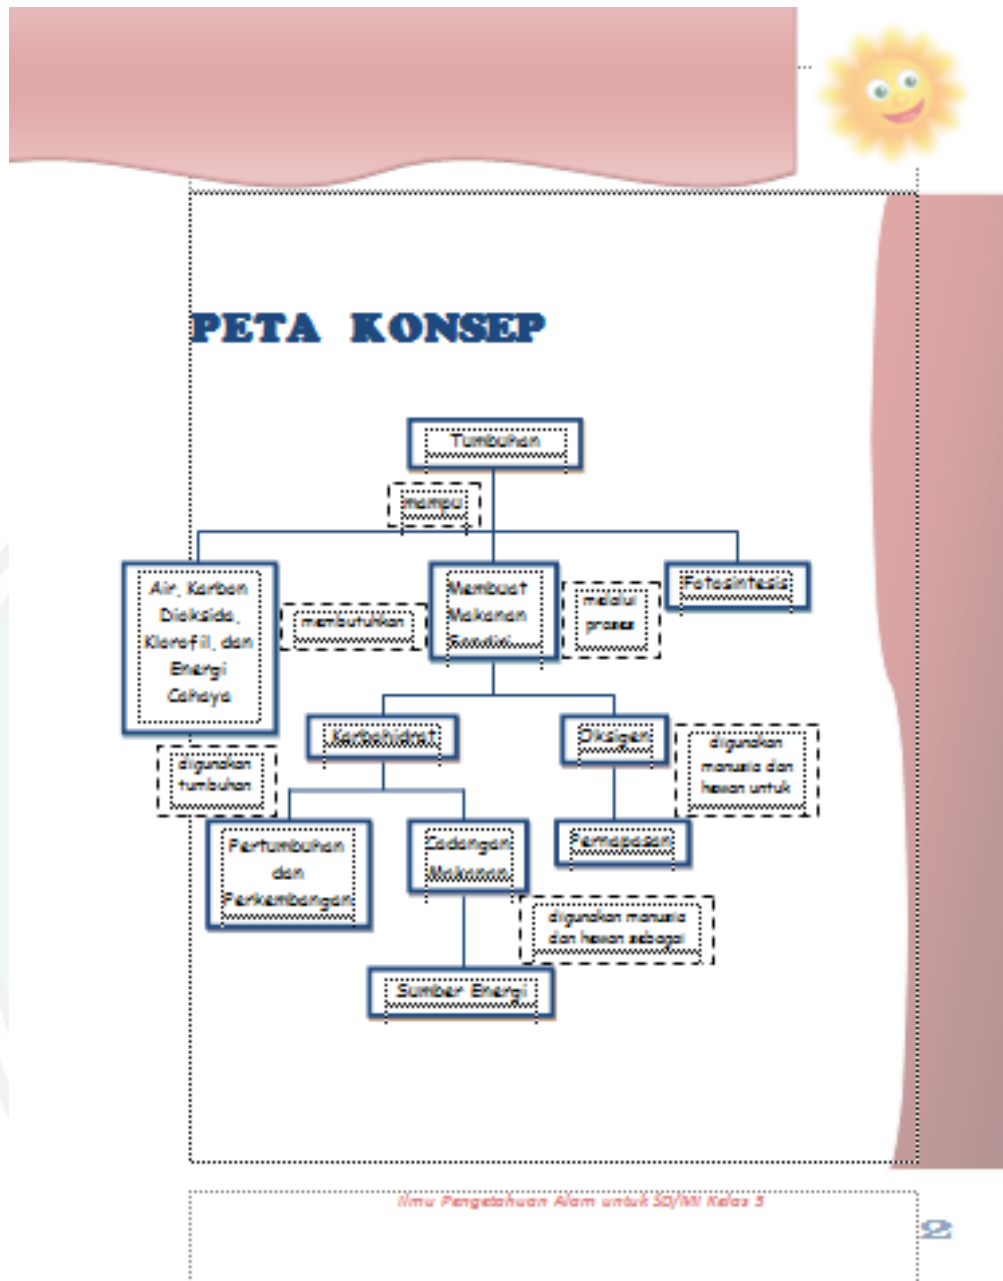 PETA KONSEP
Tumbuhan
mampu
Air, Karbon
Dioksida,
Klorofil, dan
Energi
Cahaya
membutuhkan
Membuat
Makanan
Sendiri
melalui
proses
Fotosintesis
Karbohidrat
Oksigen
digunakan
manusia dan
hewan untuk
digunakan
tumbuhan
Pertumbuhan
dan
Perkembangan
Cadangan
Makanan
Pernapasan
digunakan manusia
dan hewan sebagai
Sumber Energi
Ilmu Pengetahuan Alam untuk SD/MI Kelas 5
2